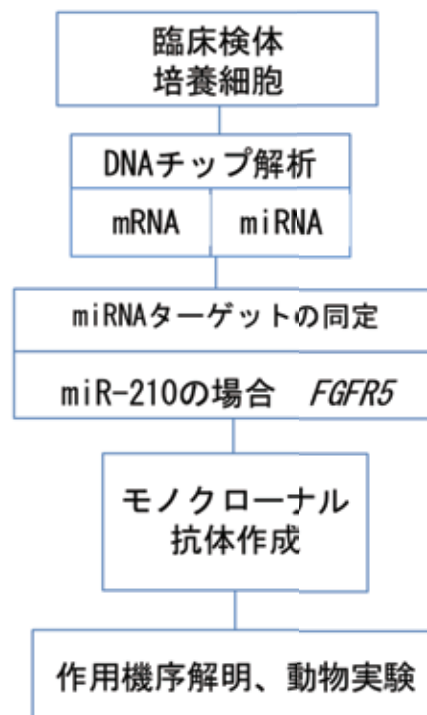 臨床検体
培養細胞
DNAチップ解析
mRNA miRNA
miRNAターゲットの同定
miR-210の場合 FGFR5
モノクローナル
抗体作成
作用機序解明、動物実験